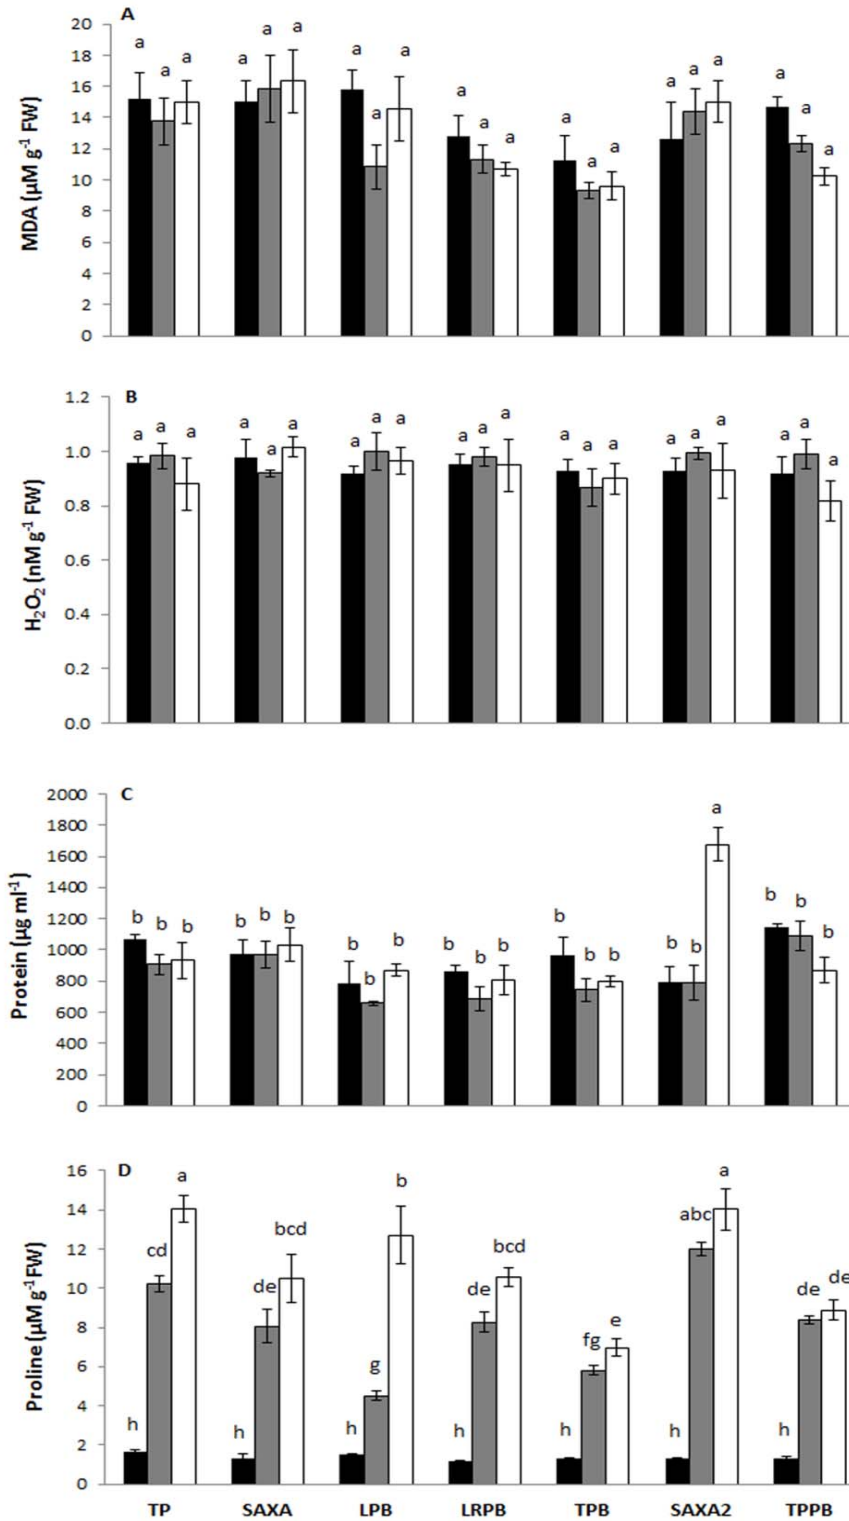 A
MDA (µM g⁻¹ FW)
20
18
16
14
12
10
8
6
4
2
0
a a a a a a a a a a a a a a a a a a a a a
B
H₂O₂ (nM g⁻¹ FW)
1.2
1.0
0.8
0.6
0.4
0.2
0.0
a a a a a a a a a a a a a a a a a a a a a
C
Protein (µg ml⁻¹)
2000
1800
1600
1400
1200
1000
800
600
400
200
0
b b b b b b b b b b b b b b b b b a b b b
D
Proline (µM g⁻¹ FW)
16
14
12
10
8
6
4
2
0
h cd a h de bcd h g b h de bcd h fg e h abc a h de de
TP SAXA LPB LRPB TPB SAXA2 TPPB